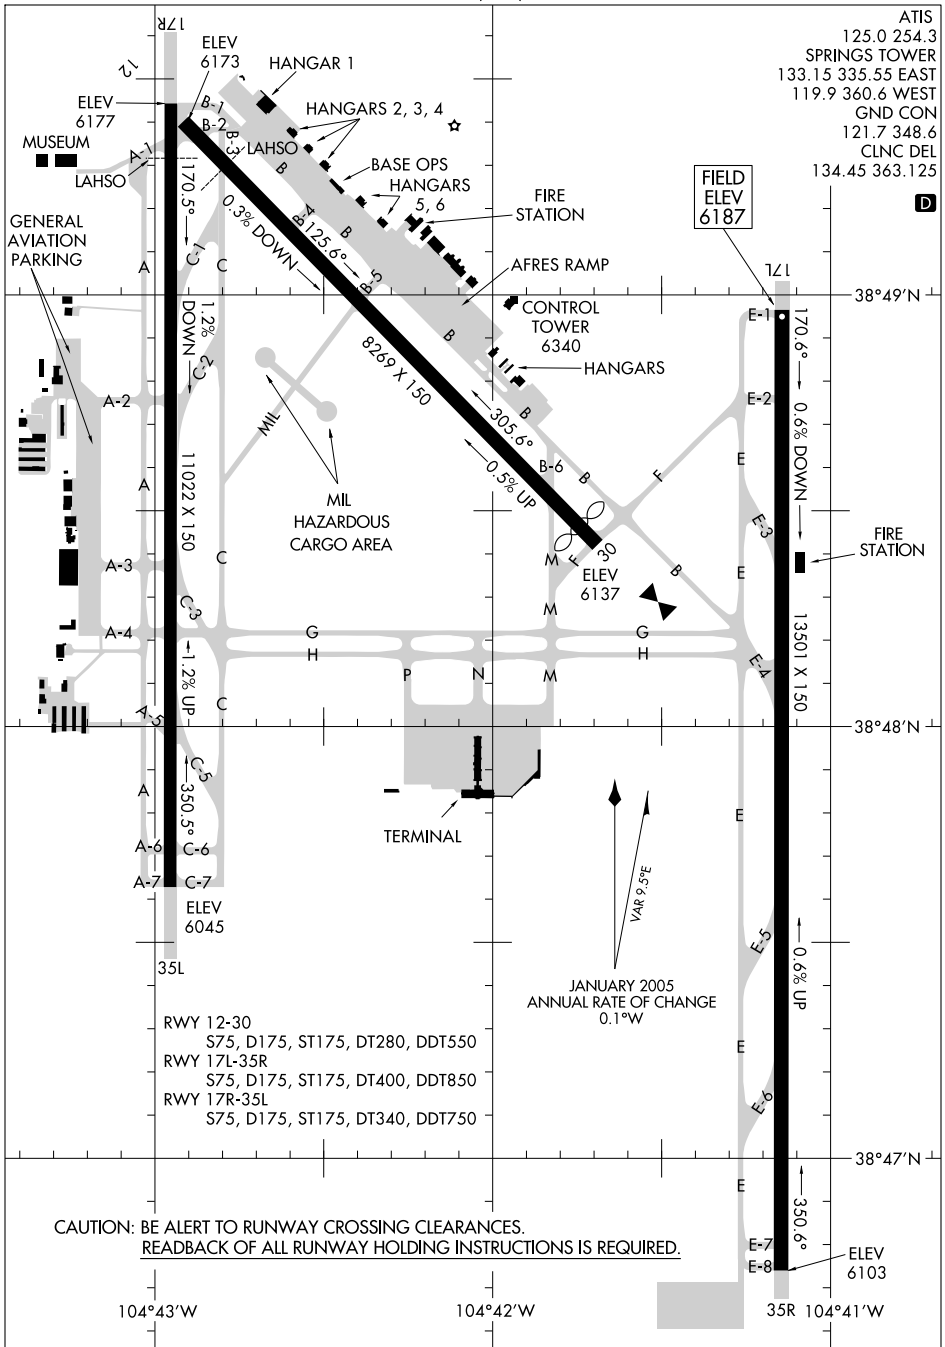 ATIS
125.0 254.3
SPRINGS TOWER
133.15 335.55 EAST
119.9 360.6 WEST
GND CON
121.7 348.6
CLNC DEL
134.45 363.125
D
17R
12
ELEV
6173
HANGAR 1
ELEV
6177
B-1
B-2
B-3
HANGARS 2, 3, 4
MUSEUM
A-1
LAHSO
LAHSO
B
BASE OPS
HANGARS
5, 6
FIRE
STATION
FIELD
ELEV
6187
170.5°
0.3% DOWN
B-4
125.6°
B
B-5
GENERAL
AVIATION
PARKING
A
C-1
C
AFRES RAMP
17L
38°49'N
1.2%
DOWN
C-2
8269 X 150
B
CONTROL
TOWER
6340
E-1
170.6°
HANGARS
A-2
MIL
305.6°
B
E-2
0.6% DOWN
0.5% UP
B-6
B
F
E
A
11022 X 150
MIL
HAZARDOUS
CARGO AREA
E-3
FIRE
STATION
A-3
C
M
F
30
ELEV
6137
B
E
C-3
M
A-4
G
G
H
H
13501 X 150
E-4
1.2% UP
C
P
N
M
A-5
38°48'N
C-5
350.5°
A
TERMINAL
E
A-6
C-6
A-7
C-7
VAR 9.5°E
ELEV
6045
35L
E-5
0.6% UP
JANUARY 2005
ANNUAL RATE OF CHANGE
0.1°W
RWY 12-30
S75, D175, ST175, DT280, DDT550
RWY 17L-35R
S75, D175, ST175, DT400, DDT850
RWY 17R-35L
S75, D175, ST175, DT340, DDT750
E
E-6
38°47'N
E
350.6°
CAUTION: BE ALERT TO RUNWAY CROSSING CLEARANCES.
READBACK OF ALL RUNWAY HOLDING INSTRUCTIONS IS REQUIRED.
E-7
E-8
ELEV
6103
104°43'W
104°42'W
35R
104°41'W